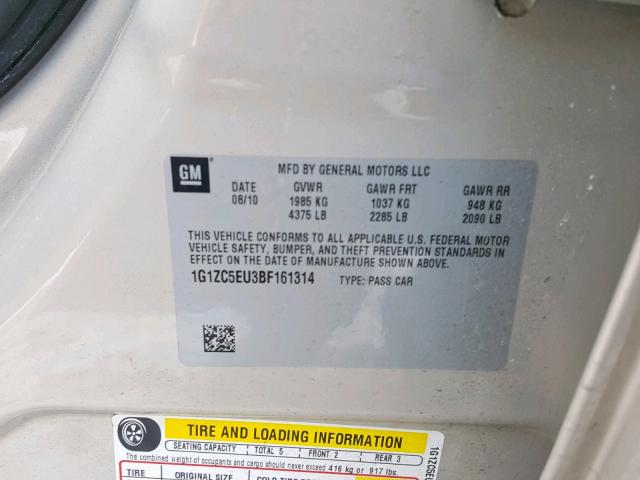 GM
MFD BY GENERAL MOTORS LLC
DATE GVWR GAWR FRT GAWR RR
08/10 1985 KG 1037 KG 948 KG
4375 LB 2285 LB 2090 LB
THIS VEHICLE CONFORMS TO ALL APPLICABLE U.S. FEDERAL MOTOR
VEHICLE SAFETY, BUMPER, AND THEFT PREVENTION STANDARDS IN
EFFECT ON THE DATE OF MANUFACTURE SHOWN ABOVE.
1G1ZC5EU3BF161314 TYPE: PASS CAR
TIRE AND LOADING INFORMATION
SEATING CAPACITY TOTAL 5 FRONT 2 REAR 3
The combined weight of occupants and cargo should never exceed 416 kg or 917 lbs.
TIRE ORIGINAL SIZE COLD TIRE
1G1ZC5E